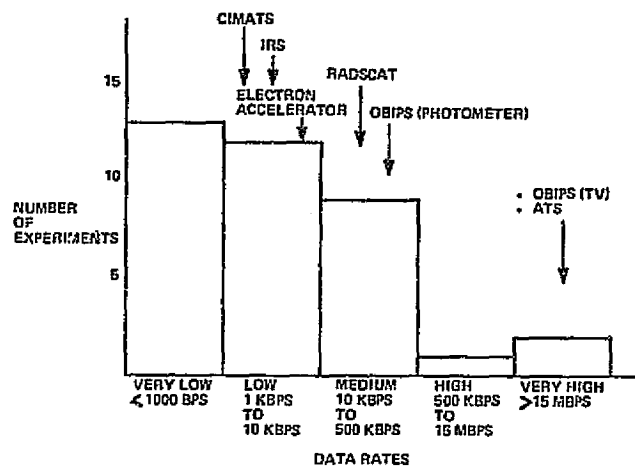 CIMATS
IRS
ELECTRON
ACCELERATOR
RADSCAT
OBIPS (PHOTOMETER)
• OBIPS (TV)
• ATS
15
10
5
NUMBER
OF
EXPERIMENTS
VERY LOW
< 1000 BPS
LOW
1 KBPS
TO
10 KBPS
MEDIUM
10 KBPS
TO
500 KBPS
HIGH
500 KBPS
TO
15 MBPS
VERY HIGH
>15 MBPS
DATA RATES